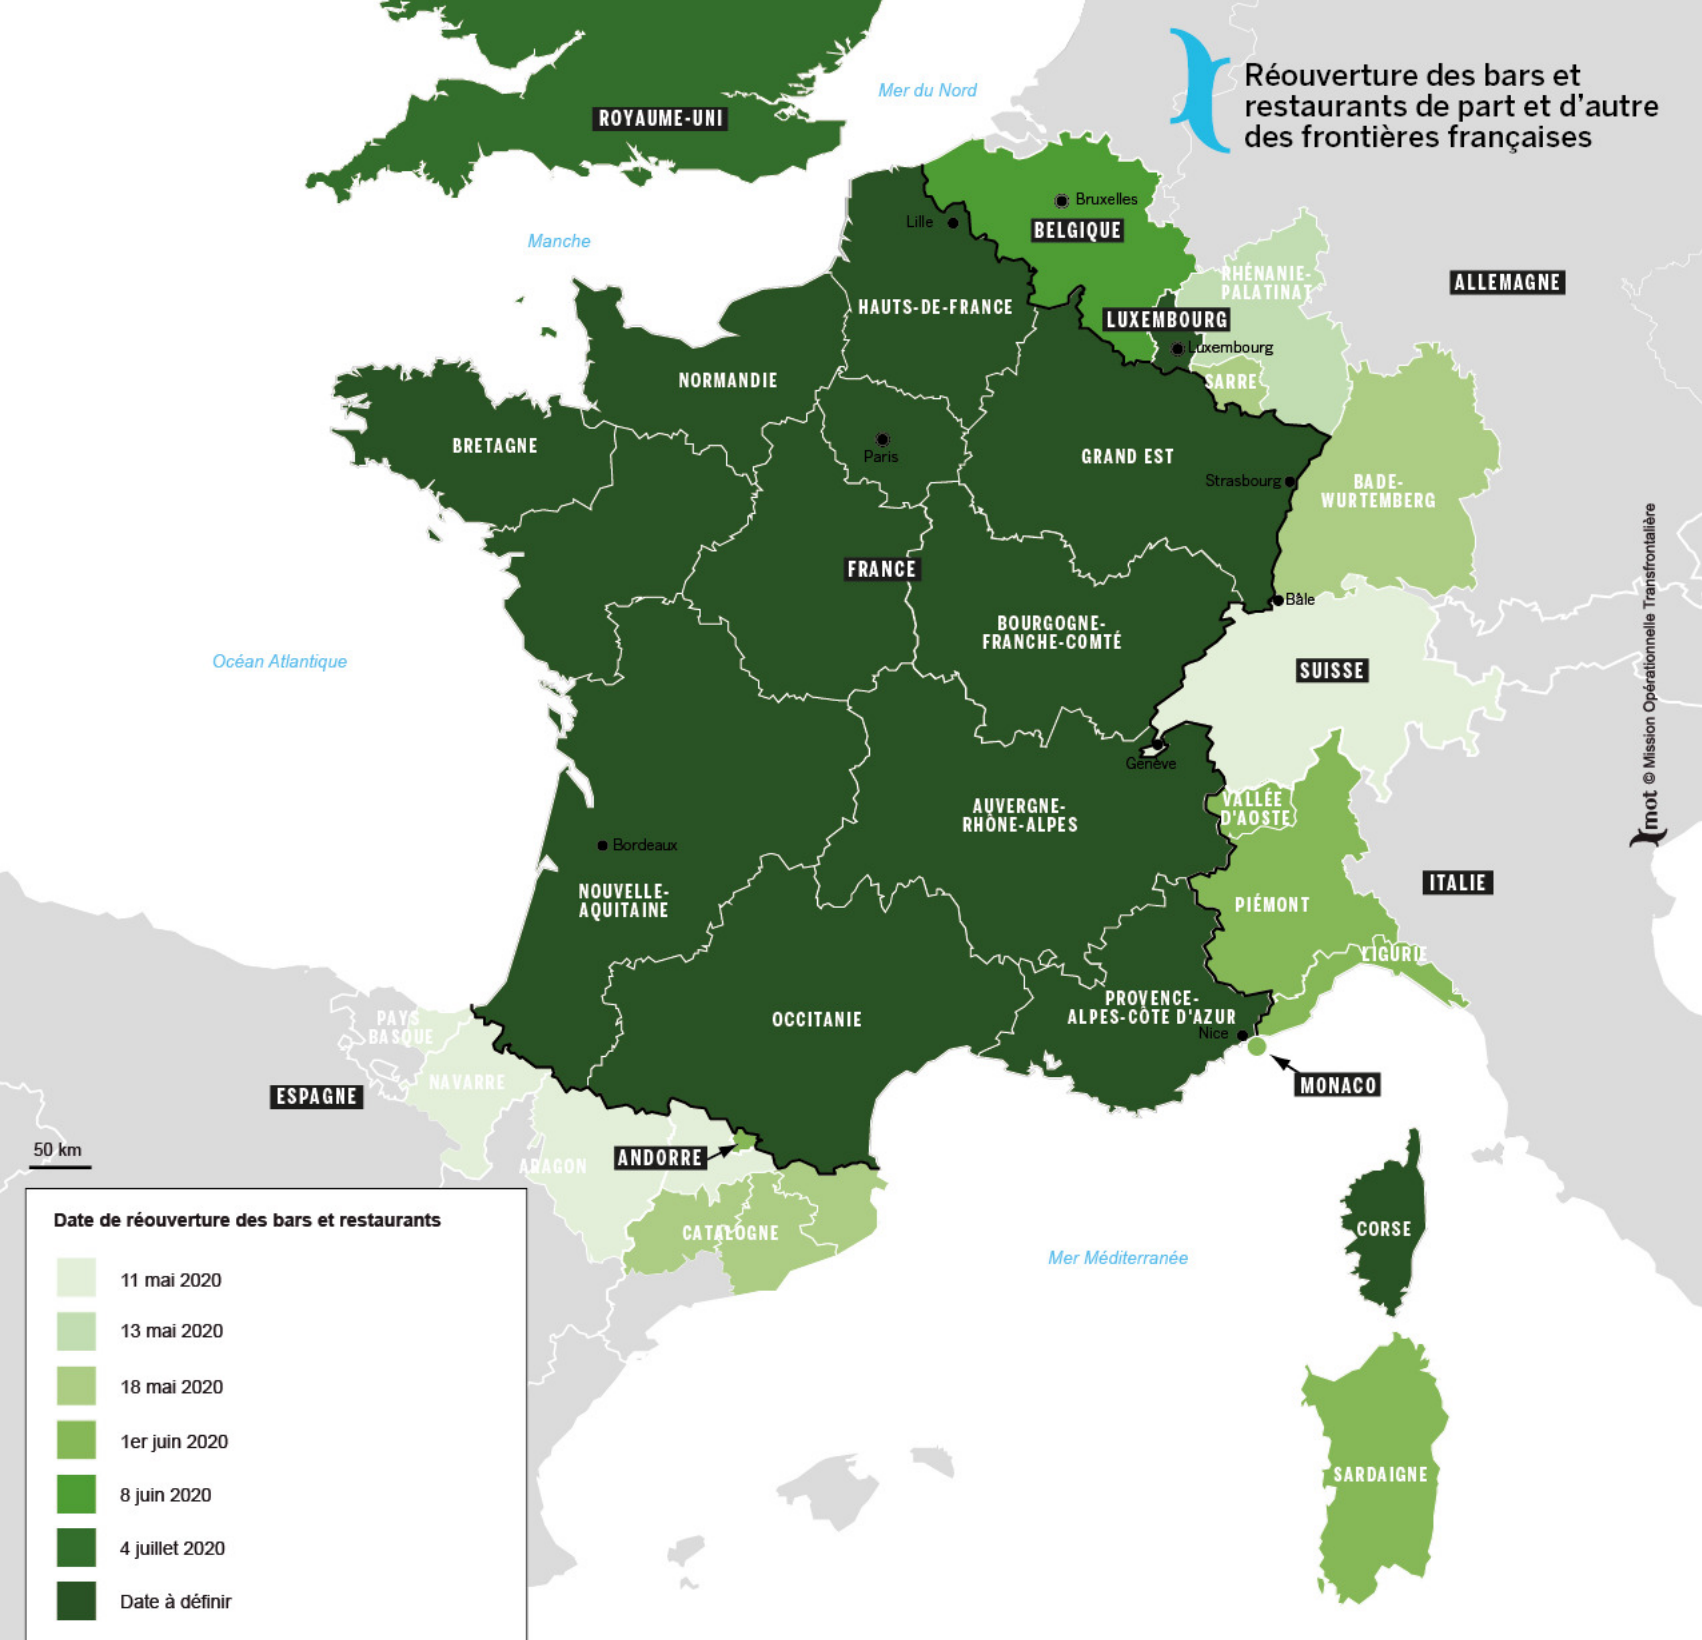 Réouverture des bars et
restaurants de part et d'autre
des frontières françaises
Mer du Nord
ROYAUME-UNI
Manche
Bruxelles
BELGIQUE
Lille
RHÉNANIE-
PALATINAT
ALLEMAGNE
HAUTS-DE-FRANCE
LUXEMBOURG
Luxembourg
SARRE
NORMANDIE
BRETAGNE
Paris
GRAND EST
Strasbourg
BADE-
WURTEMBERG
FRANCE
Bâle
BOURGOGNE-
FRANCHE-COMTÉ
SUISSE
Océan Atlantique
Genève
VALLÉE
D'AOSTE
AUVERGNE-
RHÔNE-ALPES
Bordeaux
NOUVELLE-
AQUITAINE
PIÉMONT
ITALIE
LIGURIE
PROVENCE-
ALPES-CÔTE D'AZUR
Nice
OCCITANIE
MONACO
PAYS
BASQUE
NAVARRE
ESPAGNE
ARAGON
ANDORRE
CATALOGNE
CORSE
Mer Méditerranée
SARDAIGNE
mot © Mission Opérationnelle Transfrontalière
50 km
Date de réouverture des bars et restaurants
11 mai 2020
13 mai 2020
18 mai 2020
1er juin 2020
8 juin 2020
4 juillet 2020
Date à définir